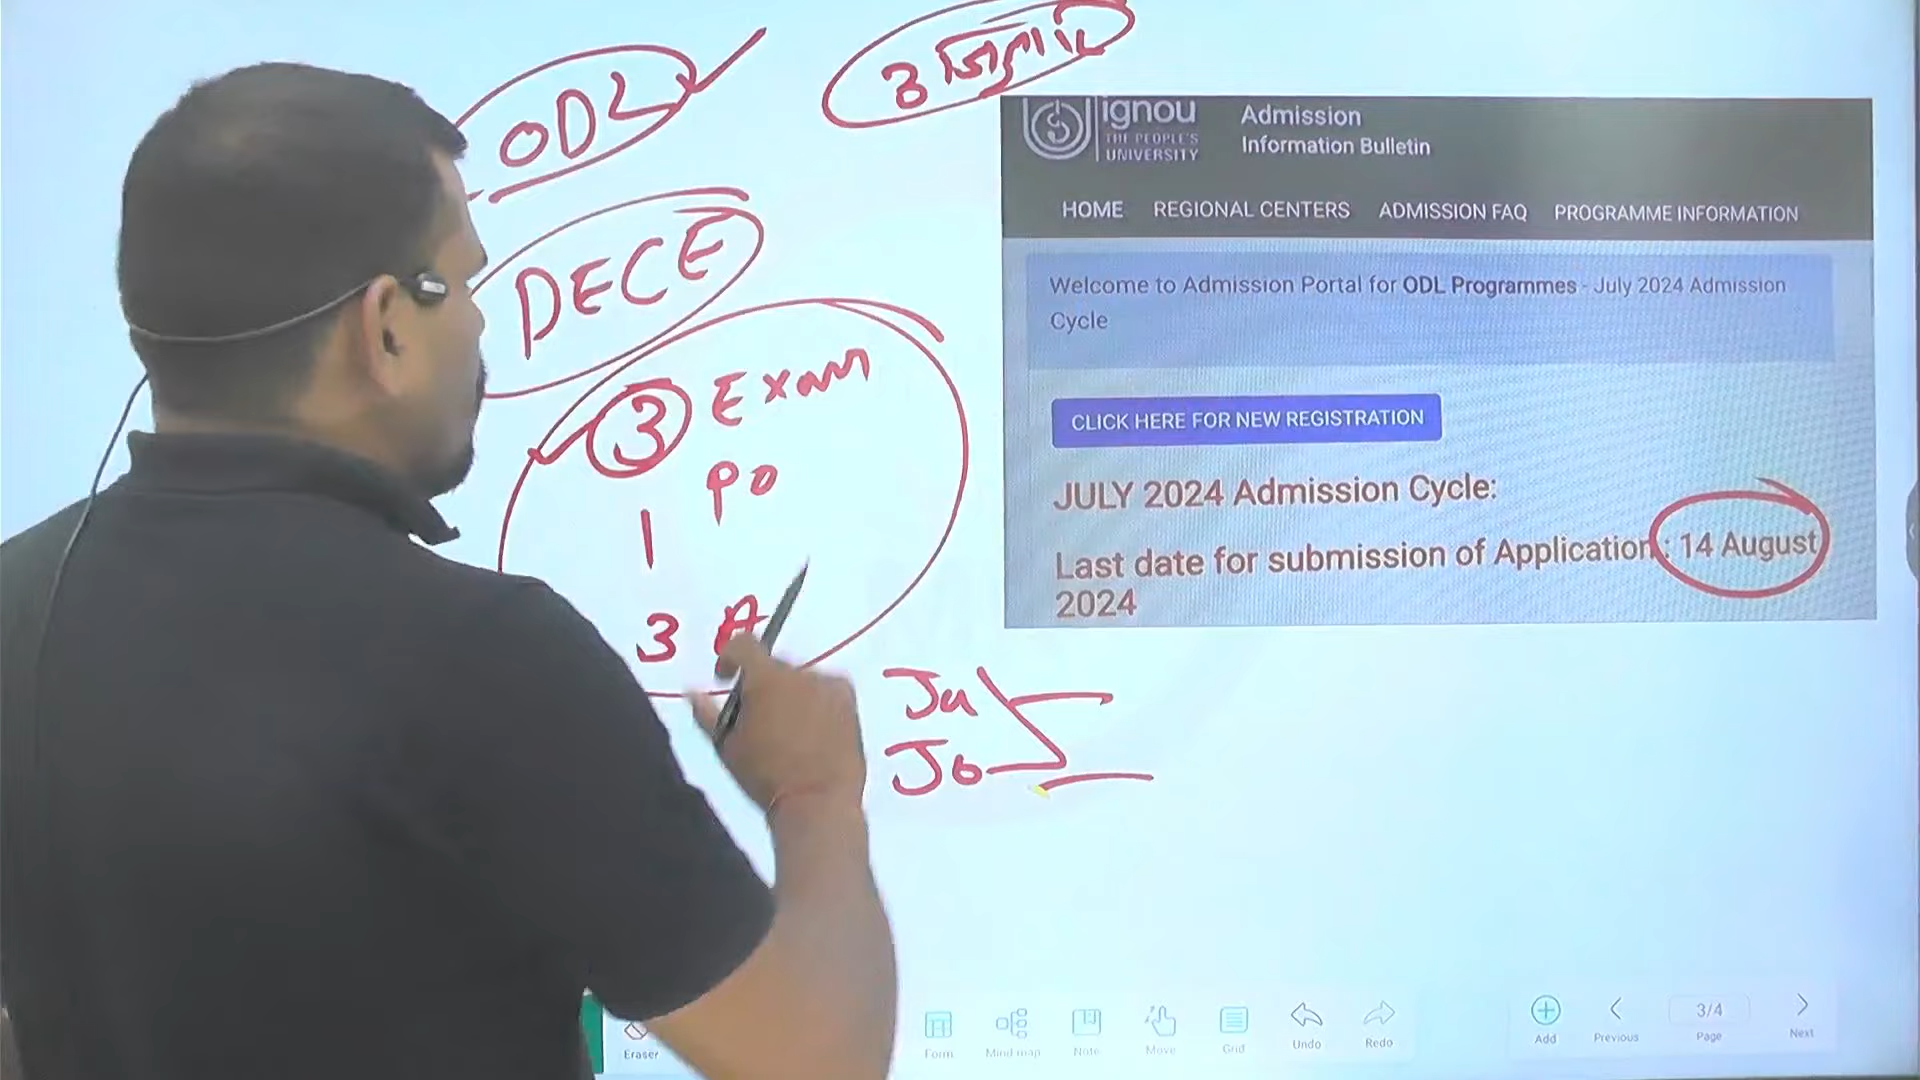 ODL
DECE
3 Exam
1 PO
3 A
Ju
Jo
ignou
THE PEOPLE'S
UNIVERSITY
Admission
Information Bulletin
HOME REGIONAL CENTERS ADMISSION FAQ PROGRAMME INFORMATION
Welcome to Admission Portal for ODL Programmes - July 2024 Admission
Cycle
CLICK HERE FOR NEW REGISTRATION
JULY 2024 Admission Cycle:
Last date for submission of Application : 14 August
2024
Eraser Form Mind map Note Move Grid Undo Redo Add Previous 3/4 Page Next